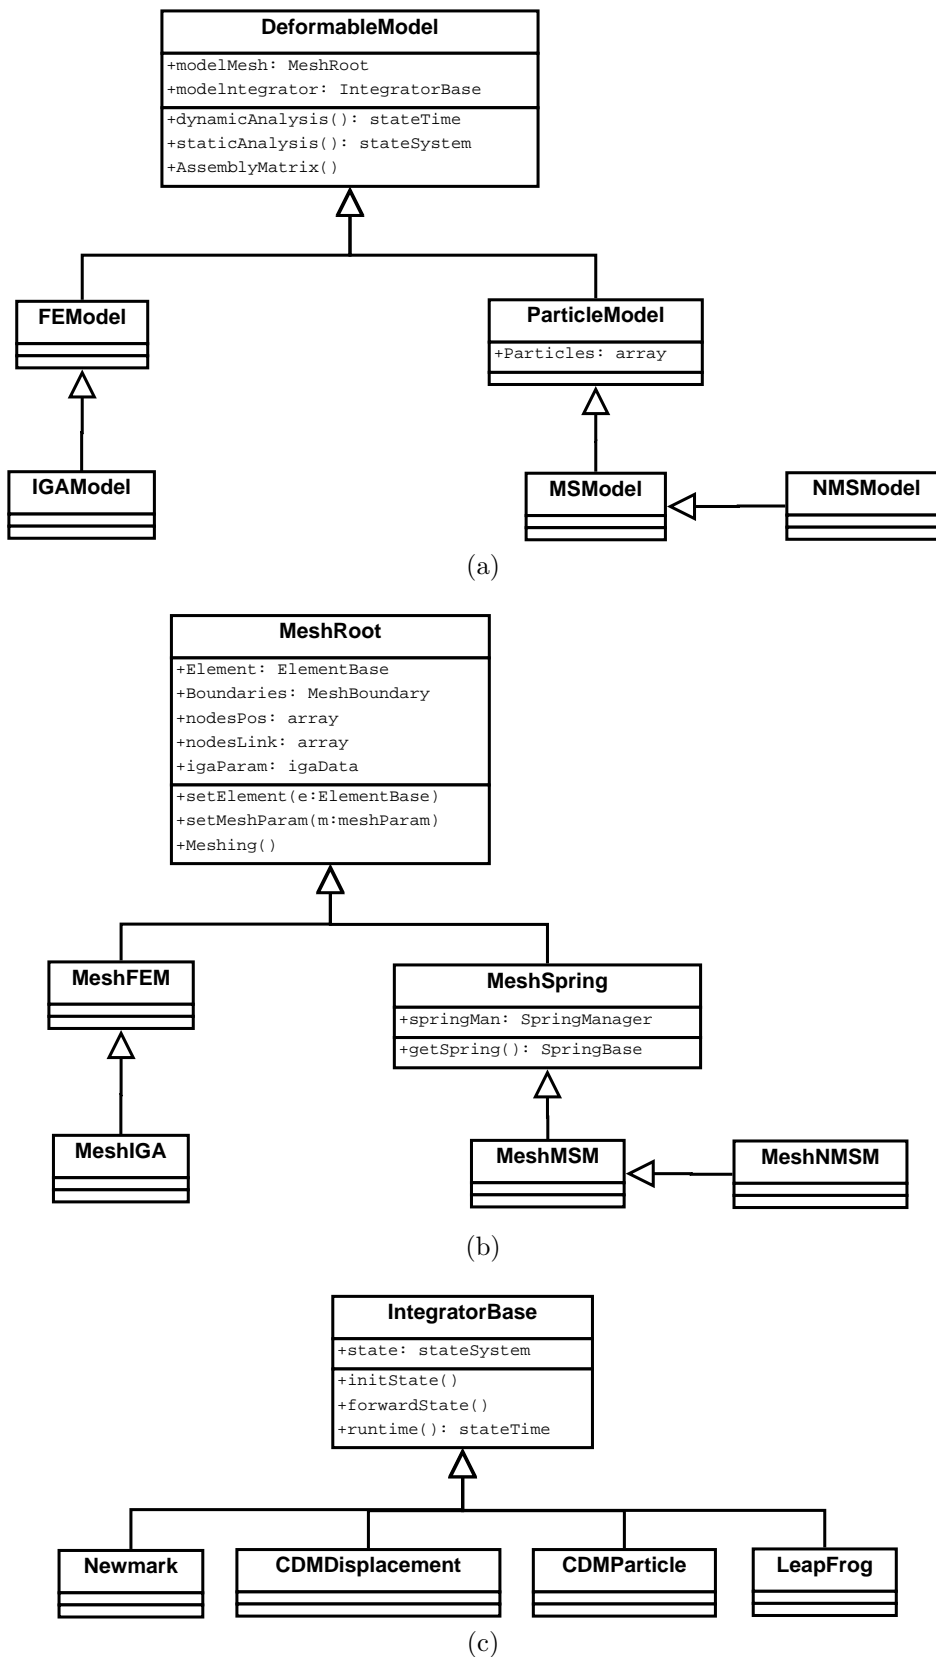 DeformableModel
+modelMesh: MeshRoot
+modelntegrator: IntegratorBase
+dynamicAnalysis(): stateTime
+staticAnalysis(): stateSystem
+AssemblyMatrix()
FEModel
ParticleModel
+Particles: array
IGAModel
MSModel
NMSModel
(a)
MeshRoot
+Element: ElementBase
+Boundaries: MeshBoundary
+nodesPos: array
+nodesLink: array
+igaParam: igaData
+setElement(e:ElementBase)
+setMeshParam(m:meshParam)
+Meshing()
MeshFEM
MeshSpring
+springMan: SpringManager
+getSpring(): SpringBase
MeshIGA
MeshMSM
MeshNMSM
(b)
IntegratorBase
+state: stateSystem
+initState()
+forwardState()
+runtime(): stateTime
Newmark
CDMDisplacement
CDMParticle
LeapFrog
(c)